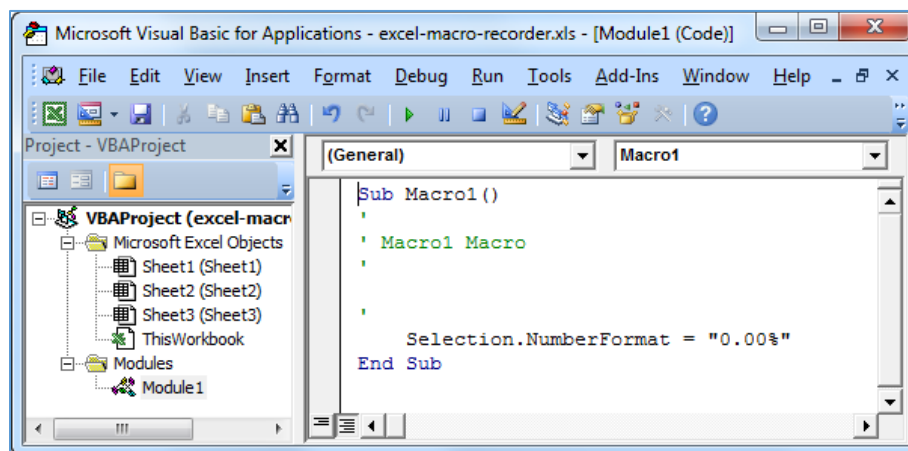 Microsoft Visual Basic for Applications - excel-macro-recorder.xls - [Module1 (Code)]
File Edit View Insert Format Debug Run Tools Add-Ins Window Help
Project - VBAProject
(General) Macro1
VBAProject (excel-macr
Microsoft Excel Objects
Sheet1 (Sheet1)
Sheet2 (Sheet2)
Sheet3 (Sheet3)
ThisWorkbook
Modules
Module1
Sub Macro1()
'
' Macro1 Macro
'
'
Selection.NumberFormat = "0.00%"
End Sub